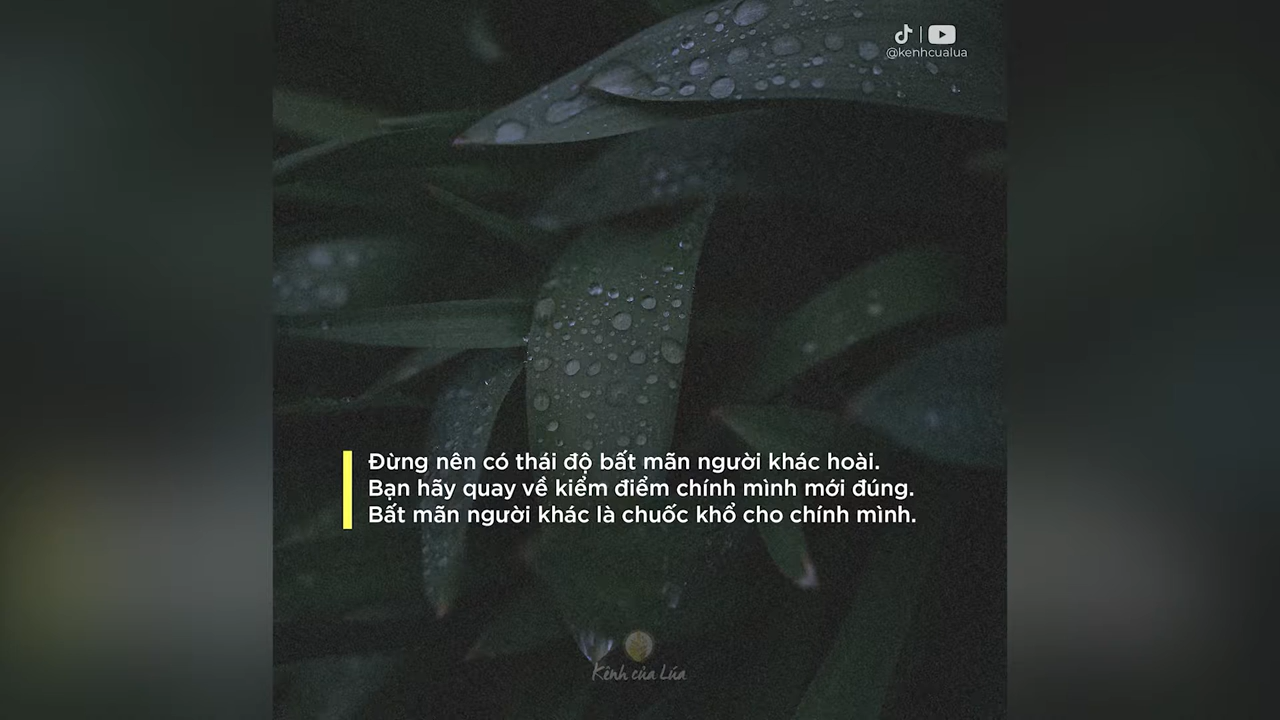 @kenhcualua
Đừng nên có thái độ bất mãn người khác hoài.
Bạn hãy quay về kiểm điểm chính mình mới đúng.
Bất mãn người khác là chuốc khổ cho chính mình.
Kênh của Lúa